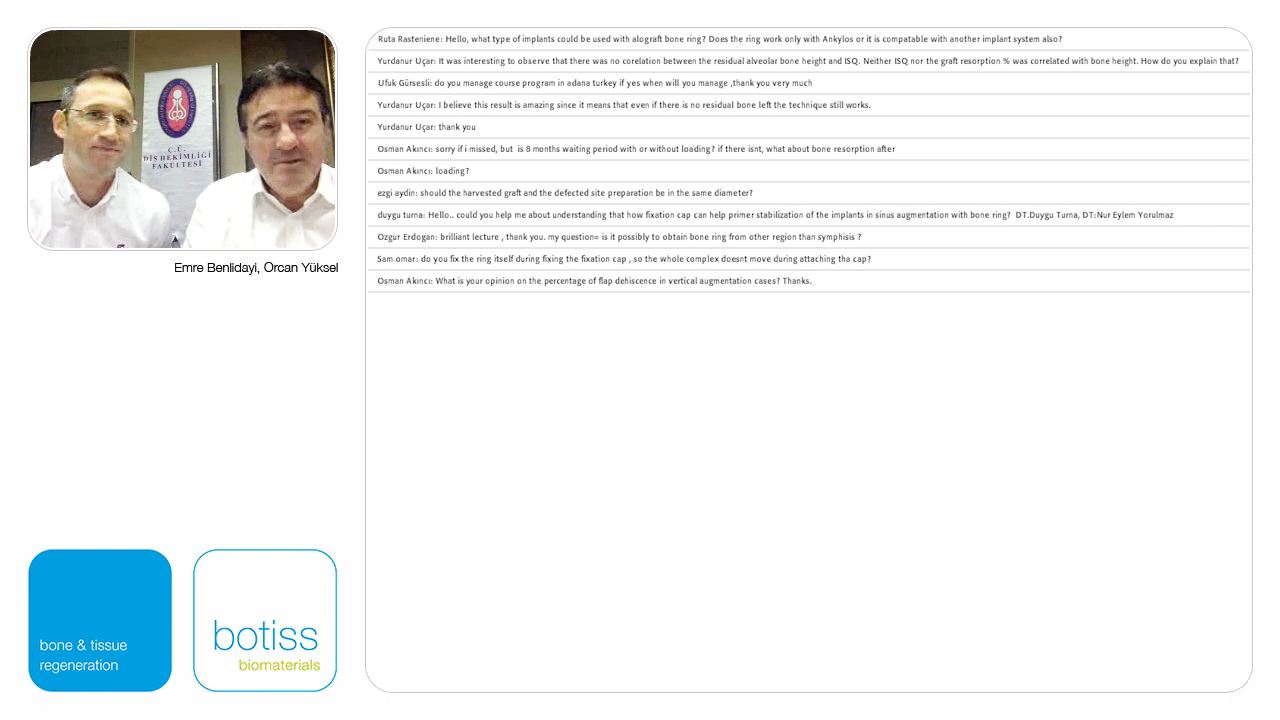 C.Ü.
DİŞ HEKİMLİĞİ
FAKÜLTESİ
Emre Benlidayi, Orcan Yüksel
Ruta Rasteniene: Hello, what type of implants could be used with alograft bone ring? Does the ring work only with Ankylos or it is compatable with another implant system also?
Yurdanur Uçar: It was interesting to observe that there was no corelation between the residual alveolar bone height and ISQ. Neither ISQ nor the graft resorption % was correlated with bone height. How do you explain that?
Ufuk Gürsesli: do you manage course program in adana turkey if yes when will you manage ,thank you very much
Yurdanur Uçar: I believe this result is amazing since it means that even if there is no residual bone left the technique still works.
Yurdanur Uçar: thank you
Osman Akıncı: sorry if i missed, but  is 8 months waiting period with or without loading? if there isnt, what about bone resorption after
Osman Akıncı: loading?
ezgi aydin: should the harvested graft and the defected site preparation be in the same diameter?
duygu turna: Hello.. could you help me about understanding that how fixation cap can help primer stabilization of the implants in sinus augmentation with bone ring?  DT.Duygu Turna, DT:Nur Eylem Yorulmaz
Ozgur Erdogan: brilliant lecture , thank you. my question= is it possibly to obtain bone ring from other region than symphisis ?
Sam omar: do you fix the ring itself during fixing the fixation cap , so the whole complex doesnt move during attaching tha cap?
Osman Akıncı: What is your opinion on the percentage of flap dehiscence in vertical augmentation cases? Thanks.
bone & tissue
regeneration
botiss
biomaterials